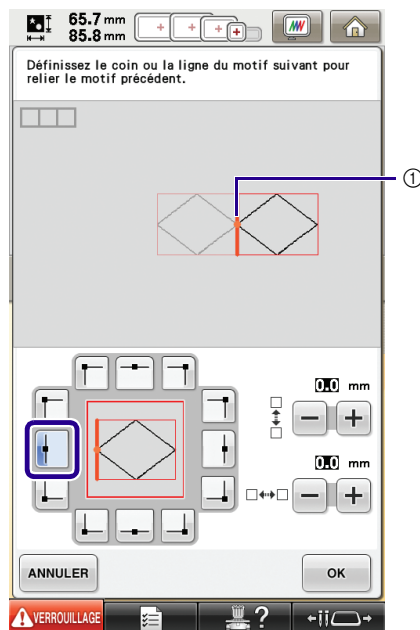 65.7 mm
85.8 mm
Définissez le coin ou la ligne du motif suivant pour
relier le motif précédent.
①
0.0 mm
0.0 mm
ANNULER
OK
VERROUILLAGE
?